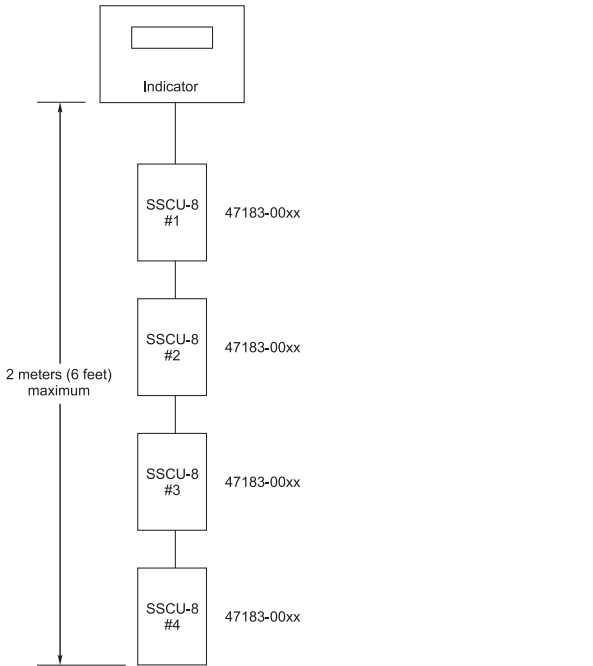 Indicator
SSCU-8
#1
47183-00xx
SSCU-8
#2
47183-00xx
2 meters (6 feet)
maximum
SSCU-8
#3
47183-00xx
SSCU-8
#4
47183-00xx